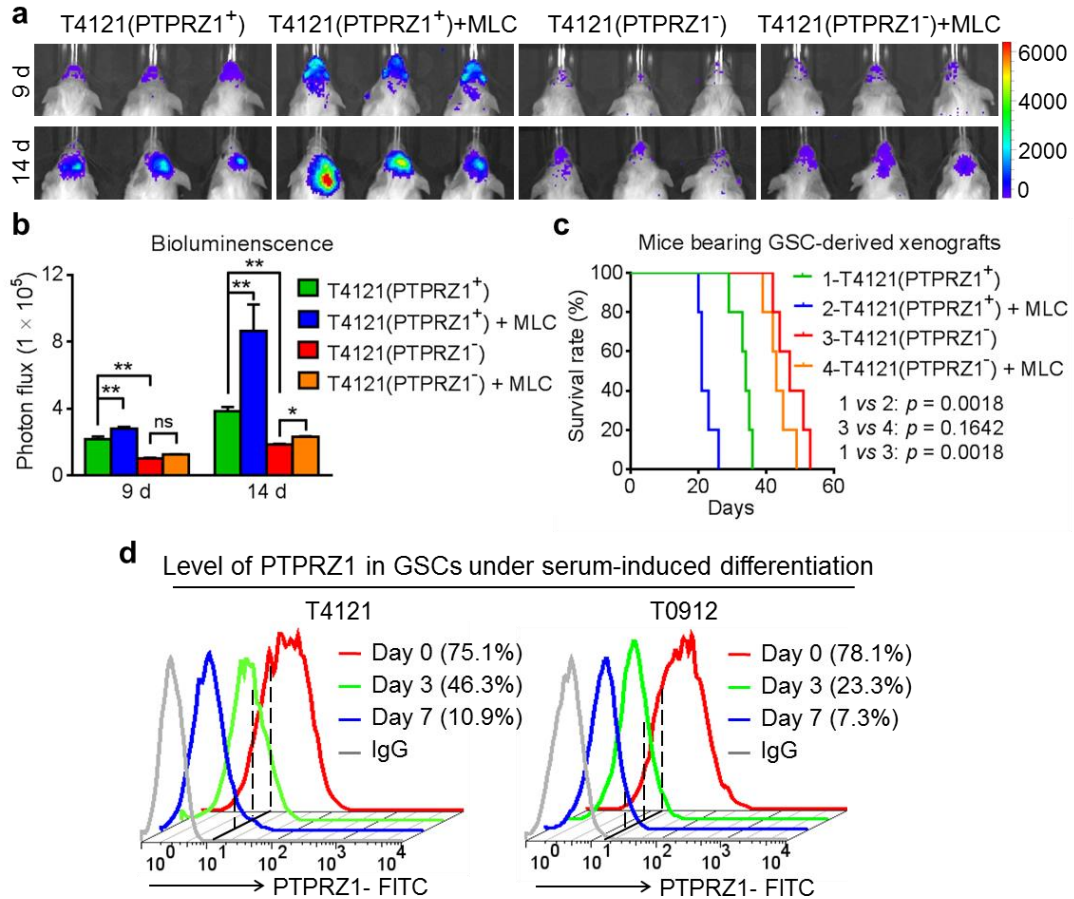 a
T4121(PTPRZ1⁺) T4121(PTPRZ1⁺)+MLC T4121(PTPRZ1⁻) T4121(PTPRZ1⁻)+MLC
9 d
14 d
6000
4000
2000
0
b
Bioluminenscence
Photon flux (1 × 10⁵)
12
8
4
0
** ** ns ** ** *
9 d 14 d
T4121(PTPRZ1⁺)
T4121(PTPRZ1⁺) + MLC
T4121(PTPRZ1⁻)
T4121(PTPRZ1⁻) + MLC
c
Mice bearing GSC-derived xenografts
Survival rate (%)
100
80
60
40
20
0
0 20 40 60
Days
1-T4121(PTPRZ1⁺)
2-T4121(PTPRZ1⁺) + MLC
3-T4121(PTPRZ1⁻)
4-T4121(PTPRZ1⁻) + MLC
1 vs 2: p = 0.0018
3 vs 4: p = 0.1642
1 vs 3: p = 0.0018
d
Level of PTPRZ1 in GSCs under serum-induced differentiation
T4121
Day 0 (75.1%)
Day 3 (46.3%)
Day 7 (10.9%)
IgG
10⁰ 10¹ 10² 10³ 10⁴
PTPRZ1- FITC
T0912
Day 0 (78.1%)
Day 3 (23.3%)
Day 7 (7.3%)
IgG
10⁰ 10¹ 10² 10³ 10⁴
PTPRZ1- FITC